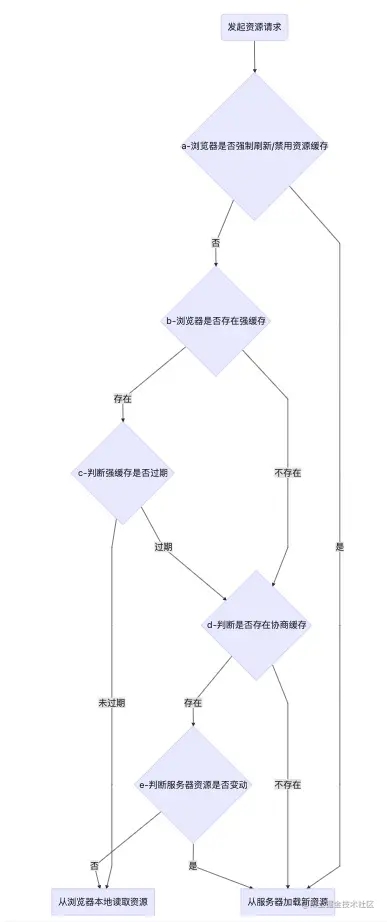 发起资源请求
a-浏览器是否强制刷新/禁用资源缓存
否
b-浏览器是否存在强缓存
存在
c-判断强缓存是否过期
不存在
过期
是
d-判断是否存在协商缓存
未过期
存在
e-判断服务器资源是否变动
不存在
否
是
从浏览器本地读取资源
从服务器加载新资源
掘金技术社区